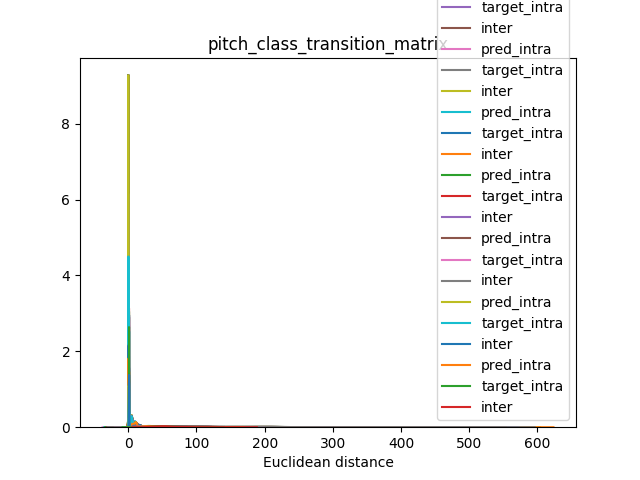 target_intra
inter
pitch_class_transition_matrix
pred_intra
target_intra
inter
pred_intra
target_intra
inter
pred_intra
target_intra
inter
pred_intra
target_intra
inter
pred_intra
target_intra
inter
pred_intra
target_intra
inter
8
6
4
2
0
0
100
200
300
400
500
600
Euclidean distance